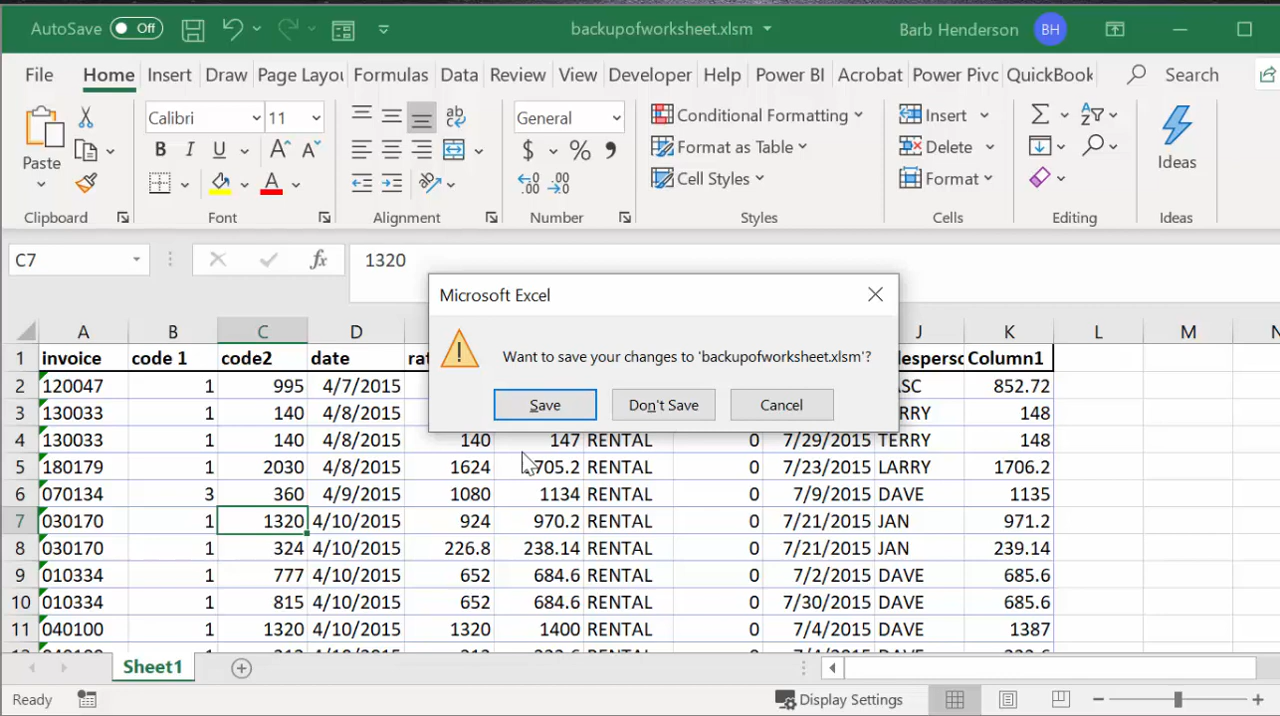 AutoSave Off backupofworksheet.xlsm Barb Henderson BH
File Home Insert Draw Page Layou Formulas Data Review View Developer Help Power BI Acrobat Power Pivc QuickBook Search
Paste Calibri 11 General Conditional Formatting Insert Ideas
B I U A A $ % , Format as Table Delete
A Cell Styles Format
Clipboard Font Alignment Number Styles Cells Editing Ideas
C7 fx 1320
Microsoft Excel
Want to save your changes to 'backupofworksheet.xlsm'?
Save Don't Save Cancel
A B C D J K L M N
1 invoice code 1 code2 date Column1
2 120047 1 995 4/7/2015 852.72
3 130033 1 140 4/8/2015 148
4 130033 1 140 4/8/2015 140 147 RENTAL 0 7/29/2015 TERRY 148
5 180179 1 2030 4/8/2015 1624 705.2 RENTAL 0 7/23/2015 LARRY 1706.2
6 070134 3 360 4/9/2015 1080 1134 RENTAL 0 7/9/2015 DAVE 1135
7 030170 1 1320 4/10/2015 924 970.2 RENTAL 0 7/21/2015 JAN 971.2
8 030170 1 324 4/10/2015 226.8 238.14 RENTAL 0 7/21/2015 JAN 239.14
9 010334 1 777 4/10/2015 652 684.6 RENTAL 0 7/2/2015 DAVE 685.6
10 010334 1 815 4/10/2015 652 684.6 RENTAL 0 7/30/2015 DAVE 685.6
11 040100 1 1320 4/10/2015 1320 1400 RENTAL 0 7/4/2015 DAVE 1387
Sheet1
Ready Display Settings